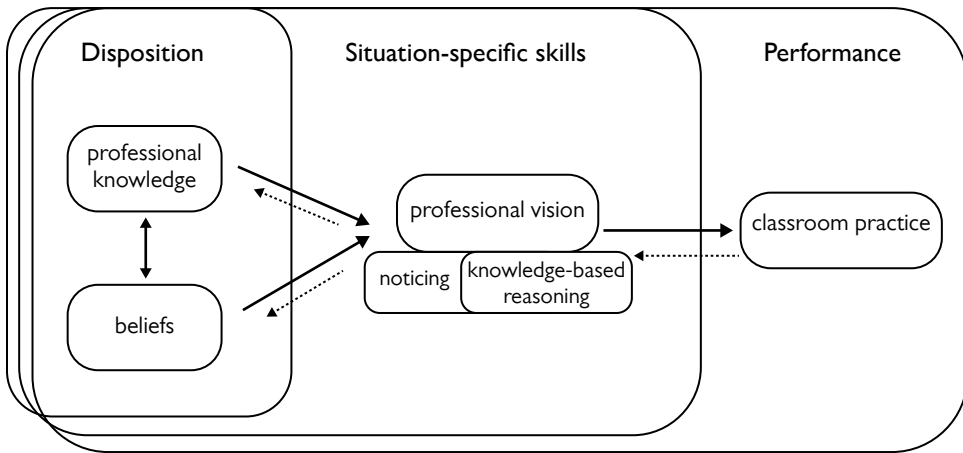 Disposition
Situation-specific skills
Performance
professional
knowledge
beliefs
professional vision
noticing
knowledge-based
reasoning
classroom practice